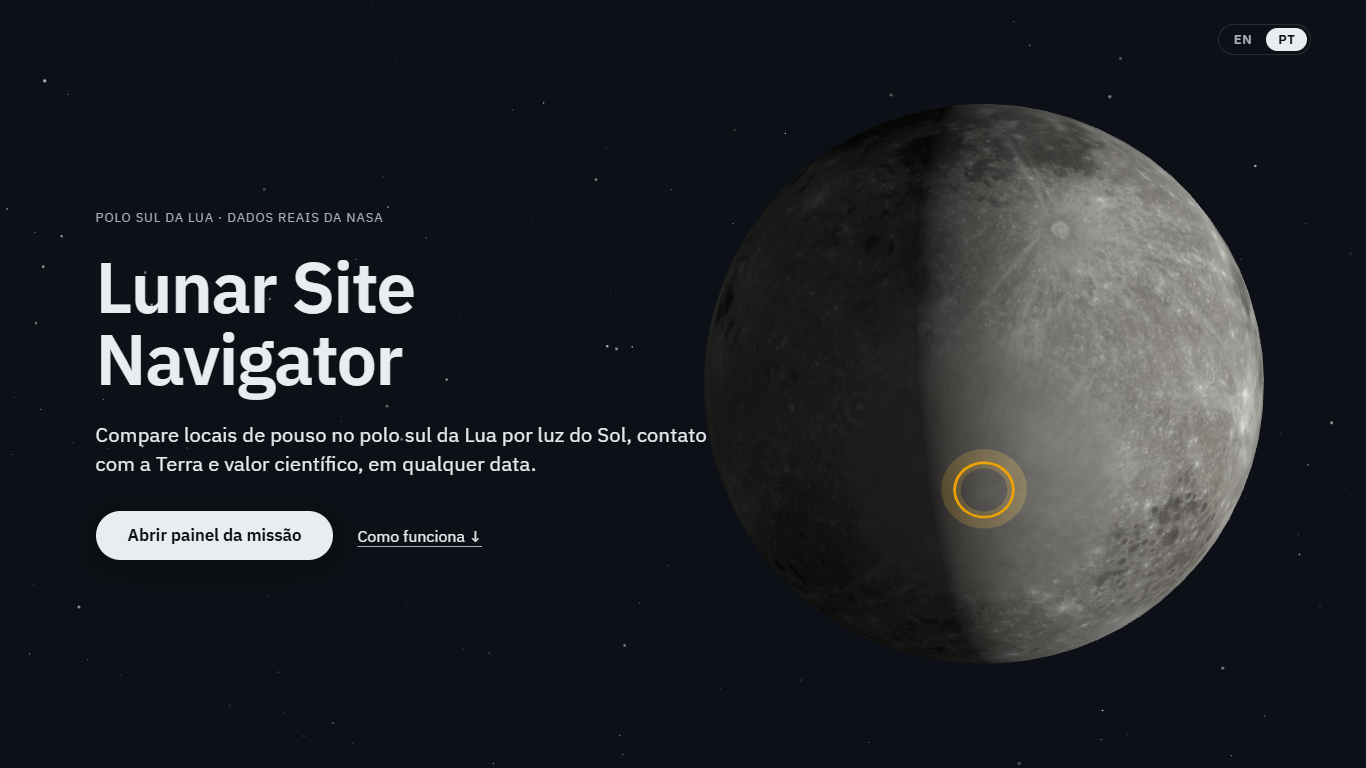 EN PT
POLO SUL DA LUA · DADOS REAIS DA NASA
Lunar Site
Navigator
Compare locais de pouso no polo sul da Lua por luz do Sol, contato
com a Terra e valor científico, em qualquer data.
Abrir painel da missão
Como funciona ↓